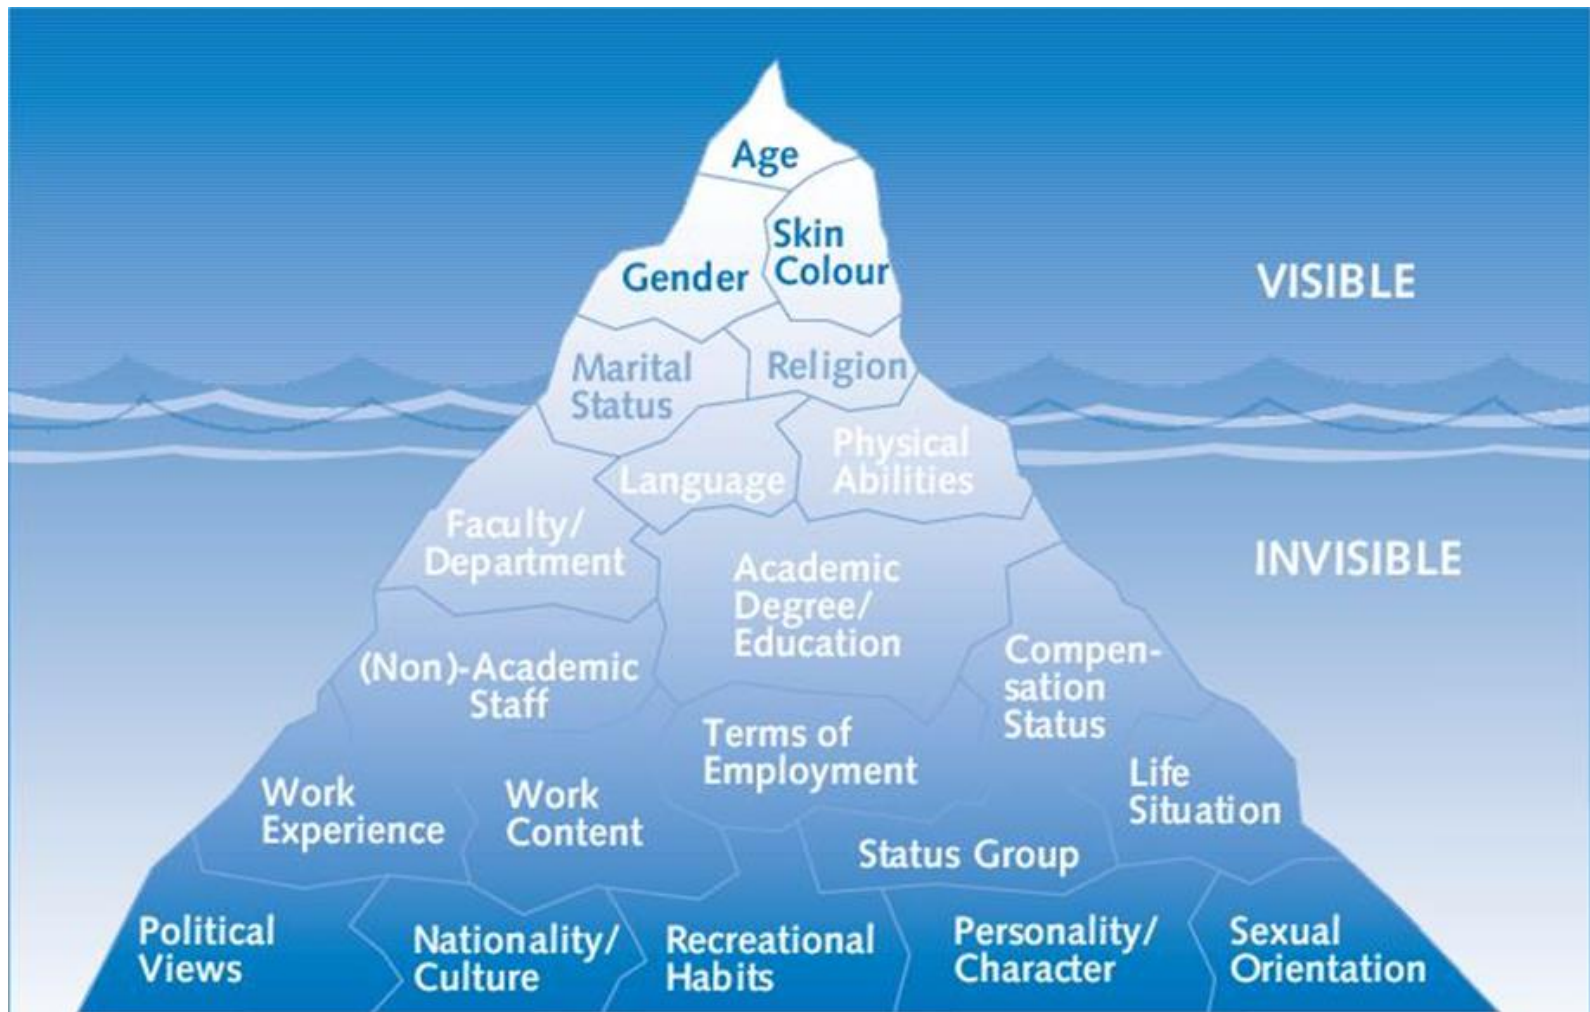 Age
Skin
Colour
Gender
VISIBLE
Marital
Status
Religion
Physical
Abilities
Language
Faculty/
Department
INVISIBLE
Academic
Degree/
Education
(Non)-Academic
Staff
Compen-
sation
Status
Terms of
Employment
Work
Experience
Work
Content
Life
Situation
Status Group
Political
Views
Nationality/
Culture
Recreational
Habits
Personality/
Character
Sexual
Orientation